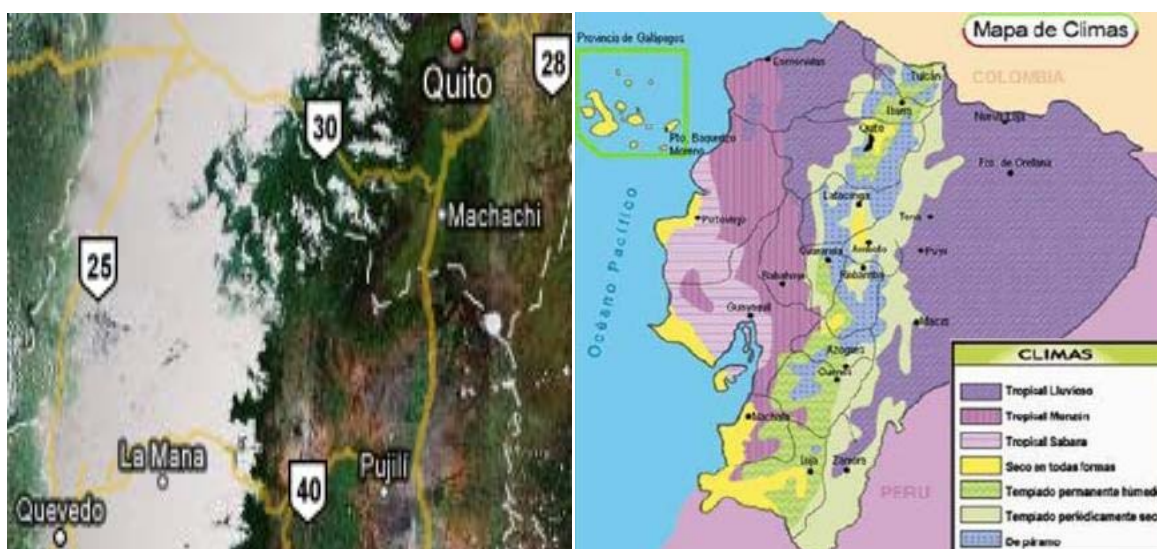 28
Quito
30
Machachi
25
La Mana
Pujilí
40
Quevedo
Mapa de Climas
Provincia de Galápagos
COLOMBIA
Esmeraldas
Tulcán
Ibarra
Nueva Loja
Pto. Baquerizo
Moreno
Quito
Fco. de Orellana
Océano Pacífico
Latacunga
Portoviejo
Tena
Ambato
Puyo
Guaranda
Riobamba
Babahoyo
Guayaquil
Macas
Azogues
Cuenca
Machala
Loja
Zamora
PERU
CLIMAS
Tropical Lluvioso
Tropical Monzón
Tropical Sabara
Seco en todas formas
Templado permanente húmed
Templado periódicamente sec
De páramo